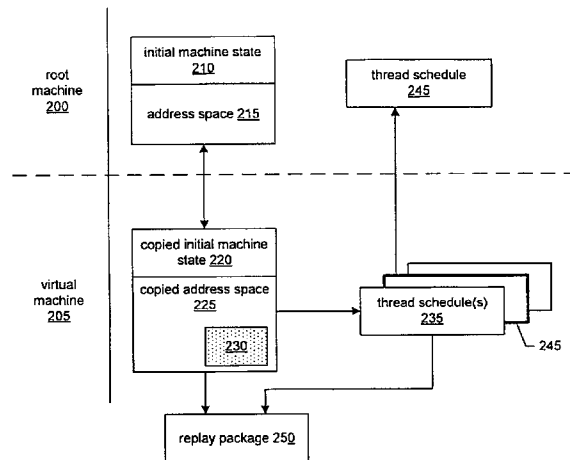 root
machine
200
initial machine state
210
address space 215
thread schedule
245
virtual
machine
205
copied initial machine
state 220
copied address space
225
230
thread schedule(s)
235
245
replay package 250